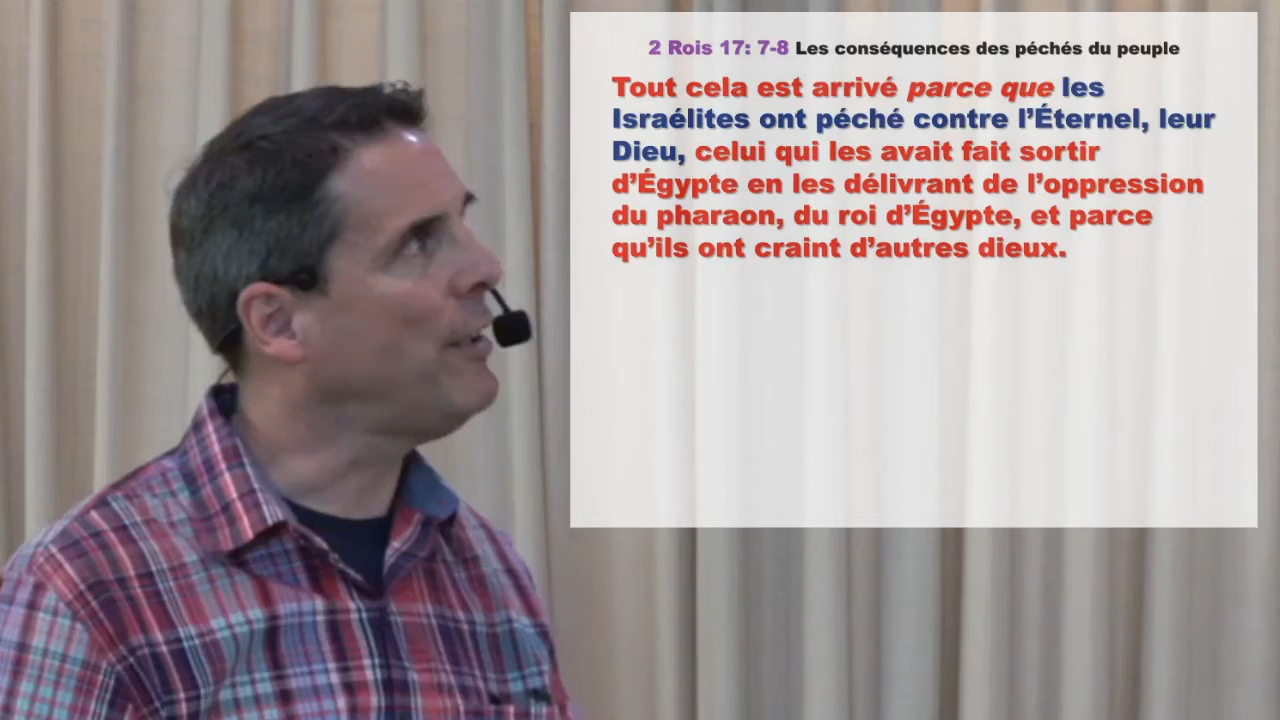 2 Rois 17: 7-8 Les conséquences des péchés du peuple
Tout cela est arrivé parce que les
Israélites ont péché contre l’Éternel, leur
Dieu, celui qui les avait fait sortir
d’Égypte en les délivrant de l’oppression
du pharaon, du roi d’Égypte, et parce
qu’ils ont craint d’autres dieux.